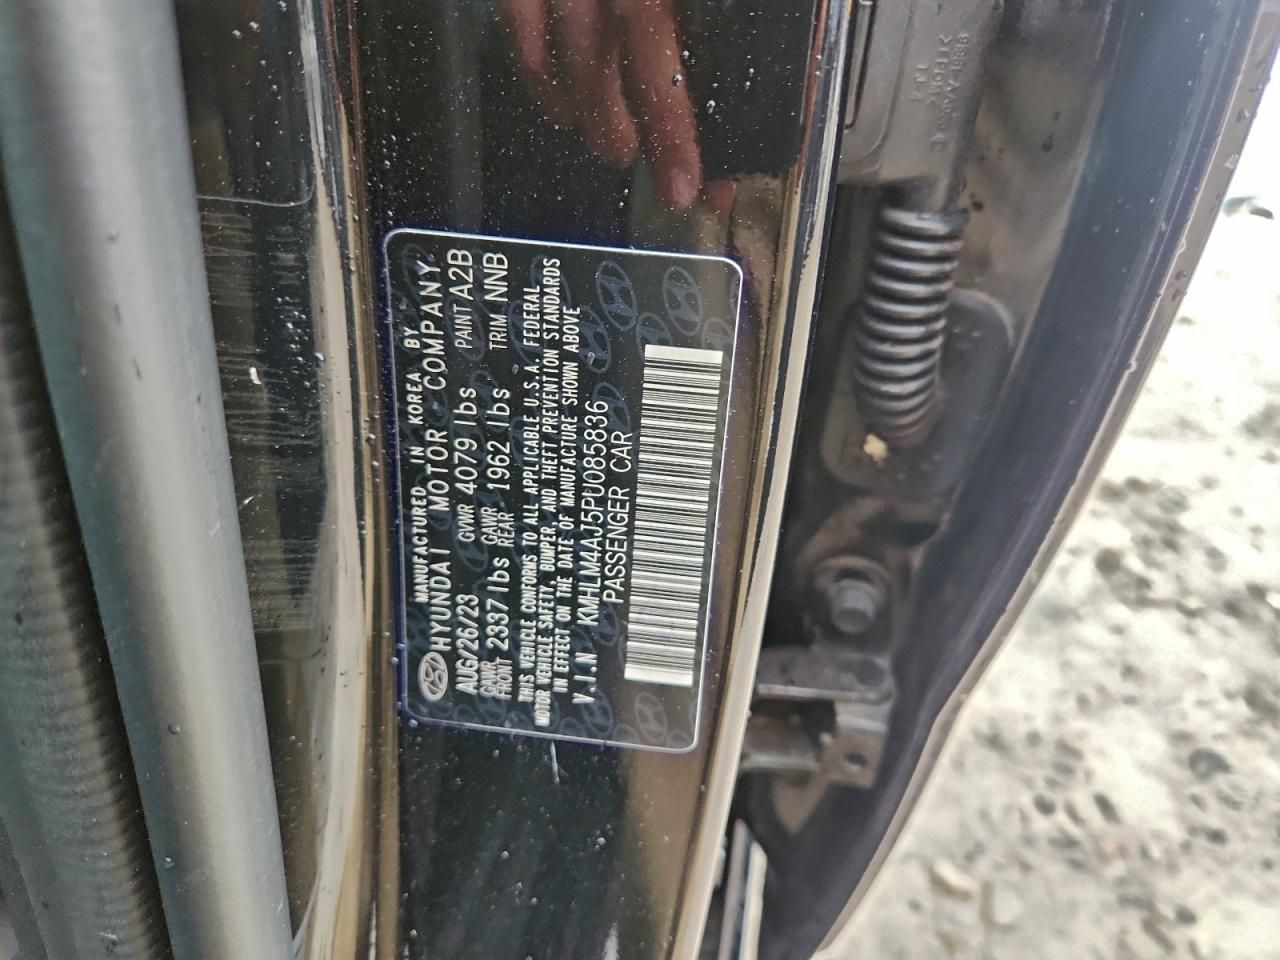 MANUFACTURED IN KOREA BY
HYUNDAI MOTOR COMPANY
AUG/26/23 GVWR 4079 lbs PAINT A2B
GAWR FRONT 2337 lbs GAWR REAR 1962 lbs TRIM NNB
THIS VEHICLE CONFORMS TO ALL APPLICABLE U.S.A. FEDERAL
MOTOR VEHICLE SAFETY, BUMPER, AND THEFT PREVENTION STANDARDS
IN EFFECT ON THE DATE OF MANUFACTURE SHOWN ABOVE
V.I.N KMHLM4AJ5PU085836
PASSENGER CAR